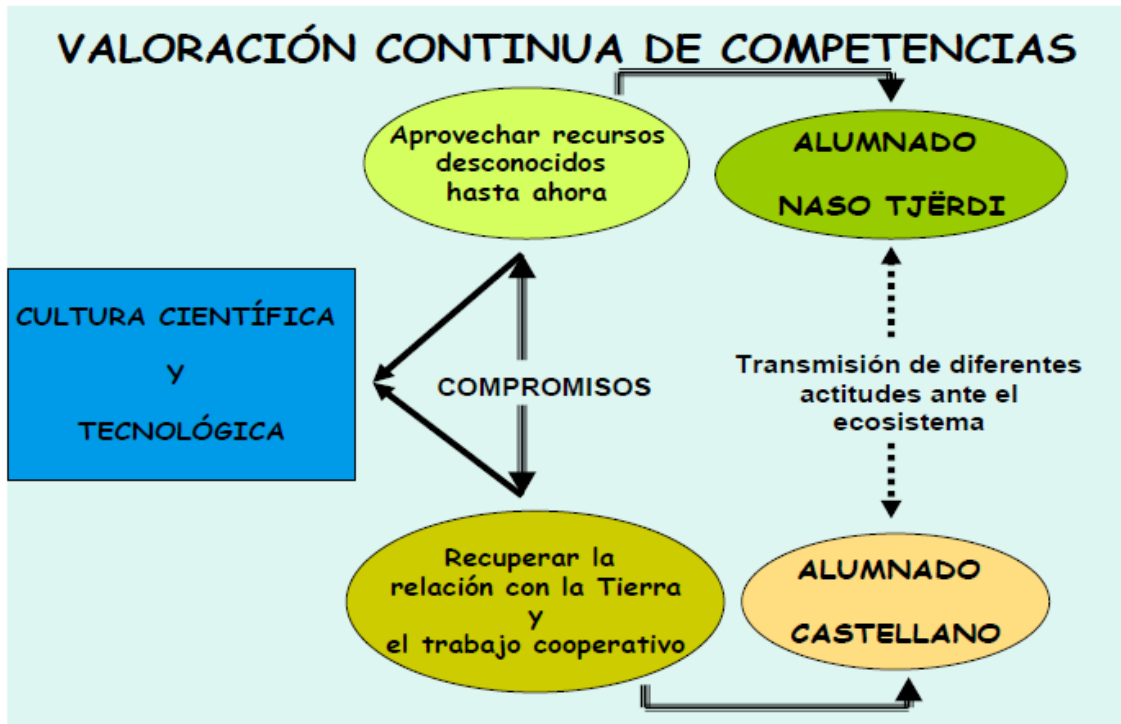 VALORACIÓN CONTINUA DE COMPETENCIAS
Aprovechar recursos
desconocidos
hasta ahora
ALUMNADO
NASO TJËRDI
CULTURA CIENTÍFICA
Y
TECNOLÓGICA
COMPROMISOS
Transmisión de diferentes
actitudes ante el
ecosistema
Recuperar la
relación con la Tierra
y
el trabajo cooperativo
ALUMNADO
CASTELLANO